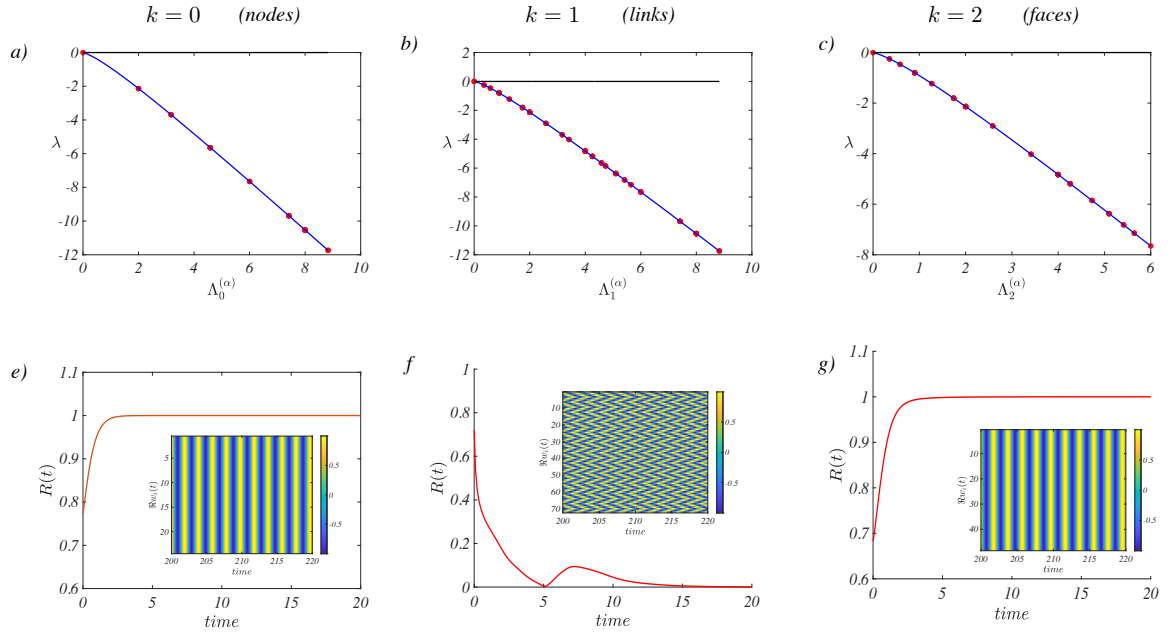 k = 0 (nodes)
k = 1 (links)
k = 2 (faces)
a)
0
-2
-4
-6
-8
-10
-12
λ
0 2 4 6 8 10
Λ₀^(α)
b)
2
0
-2
-4
-6
-8
-10
-12
λ
0 2 4 6 8 10
Λ₁^(α)
c)
0
-2
-4
-6
-8
λ
0 1 2 3 4 5 6
Λ₂^(α)
e)
1.1
1
0.9
0.8
0.7
0.6
R(t)
0 5 10 15 20
time
5
10
15
20
ℜwᵢ(t)
200 205 210 215 220
time
0.5
0
-0.5
f
1
0.8
0.6
0.4
0.2
0
R(t)
0 5 10 15 20
time
10
20
30
40
50
60
70
ℜwᵢ(t)
200 205 210 215 220
time
0.5
0
-0.5
g)
1.1
1
0.9
0.8
0.7
0.6
R(t)
0 5 10 15 20
time
10
20
30
40
ℜwᵢ(t)
200 205 210 215 220
time
0.5
0
-0.5